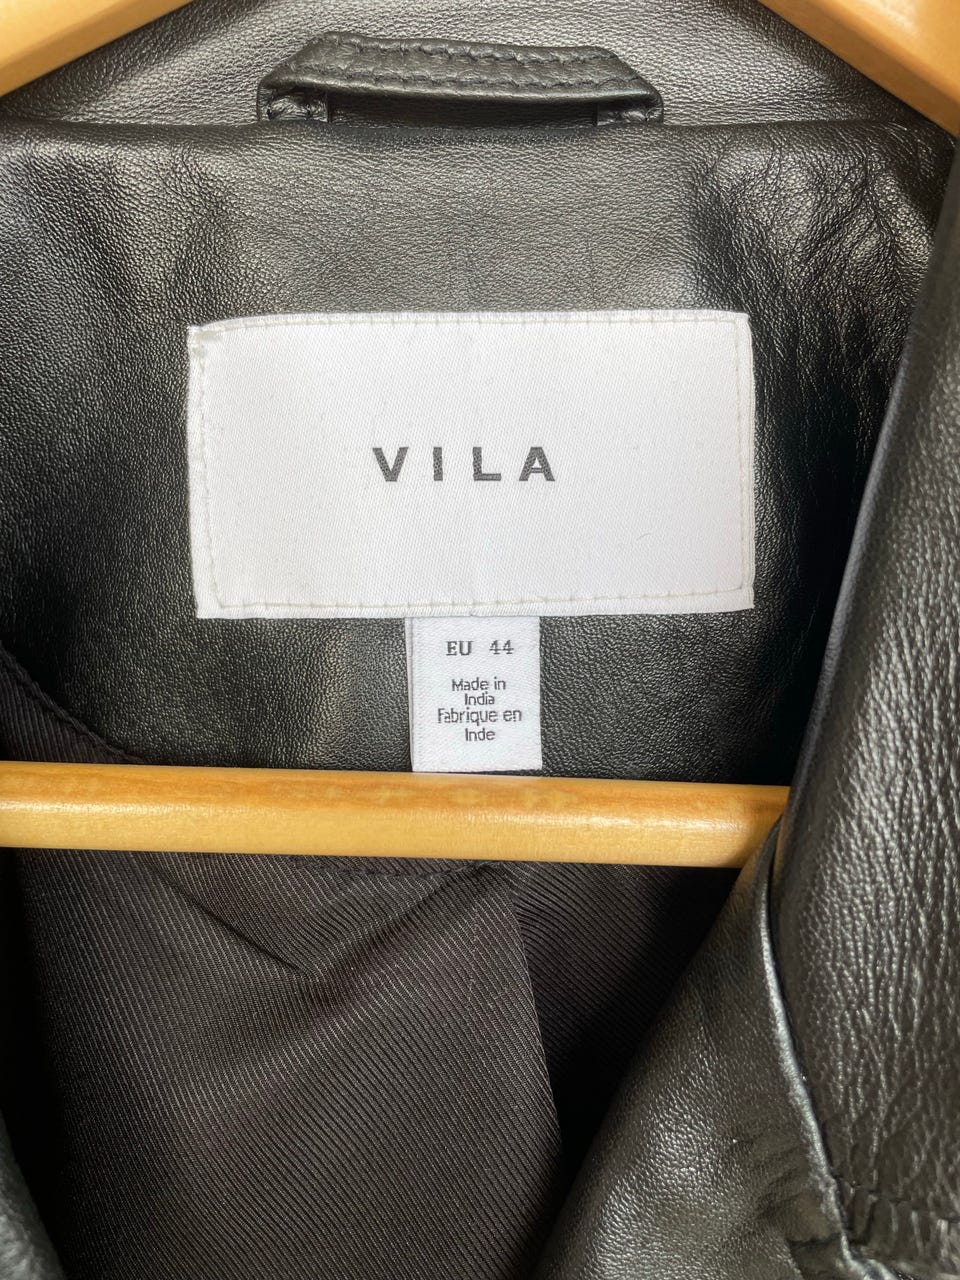 VILA
EU 44
Made in
India
Fabrique en
Inde